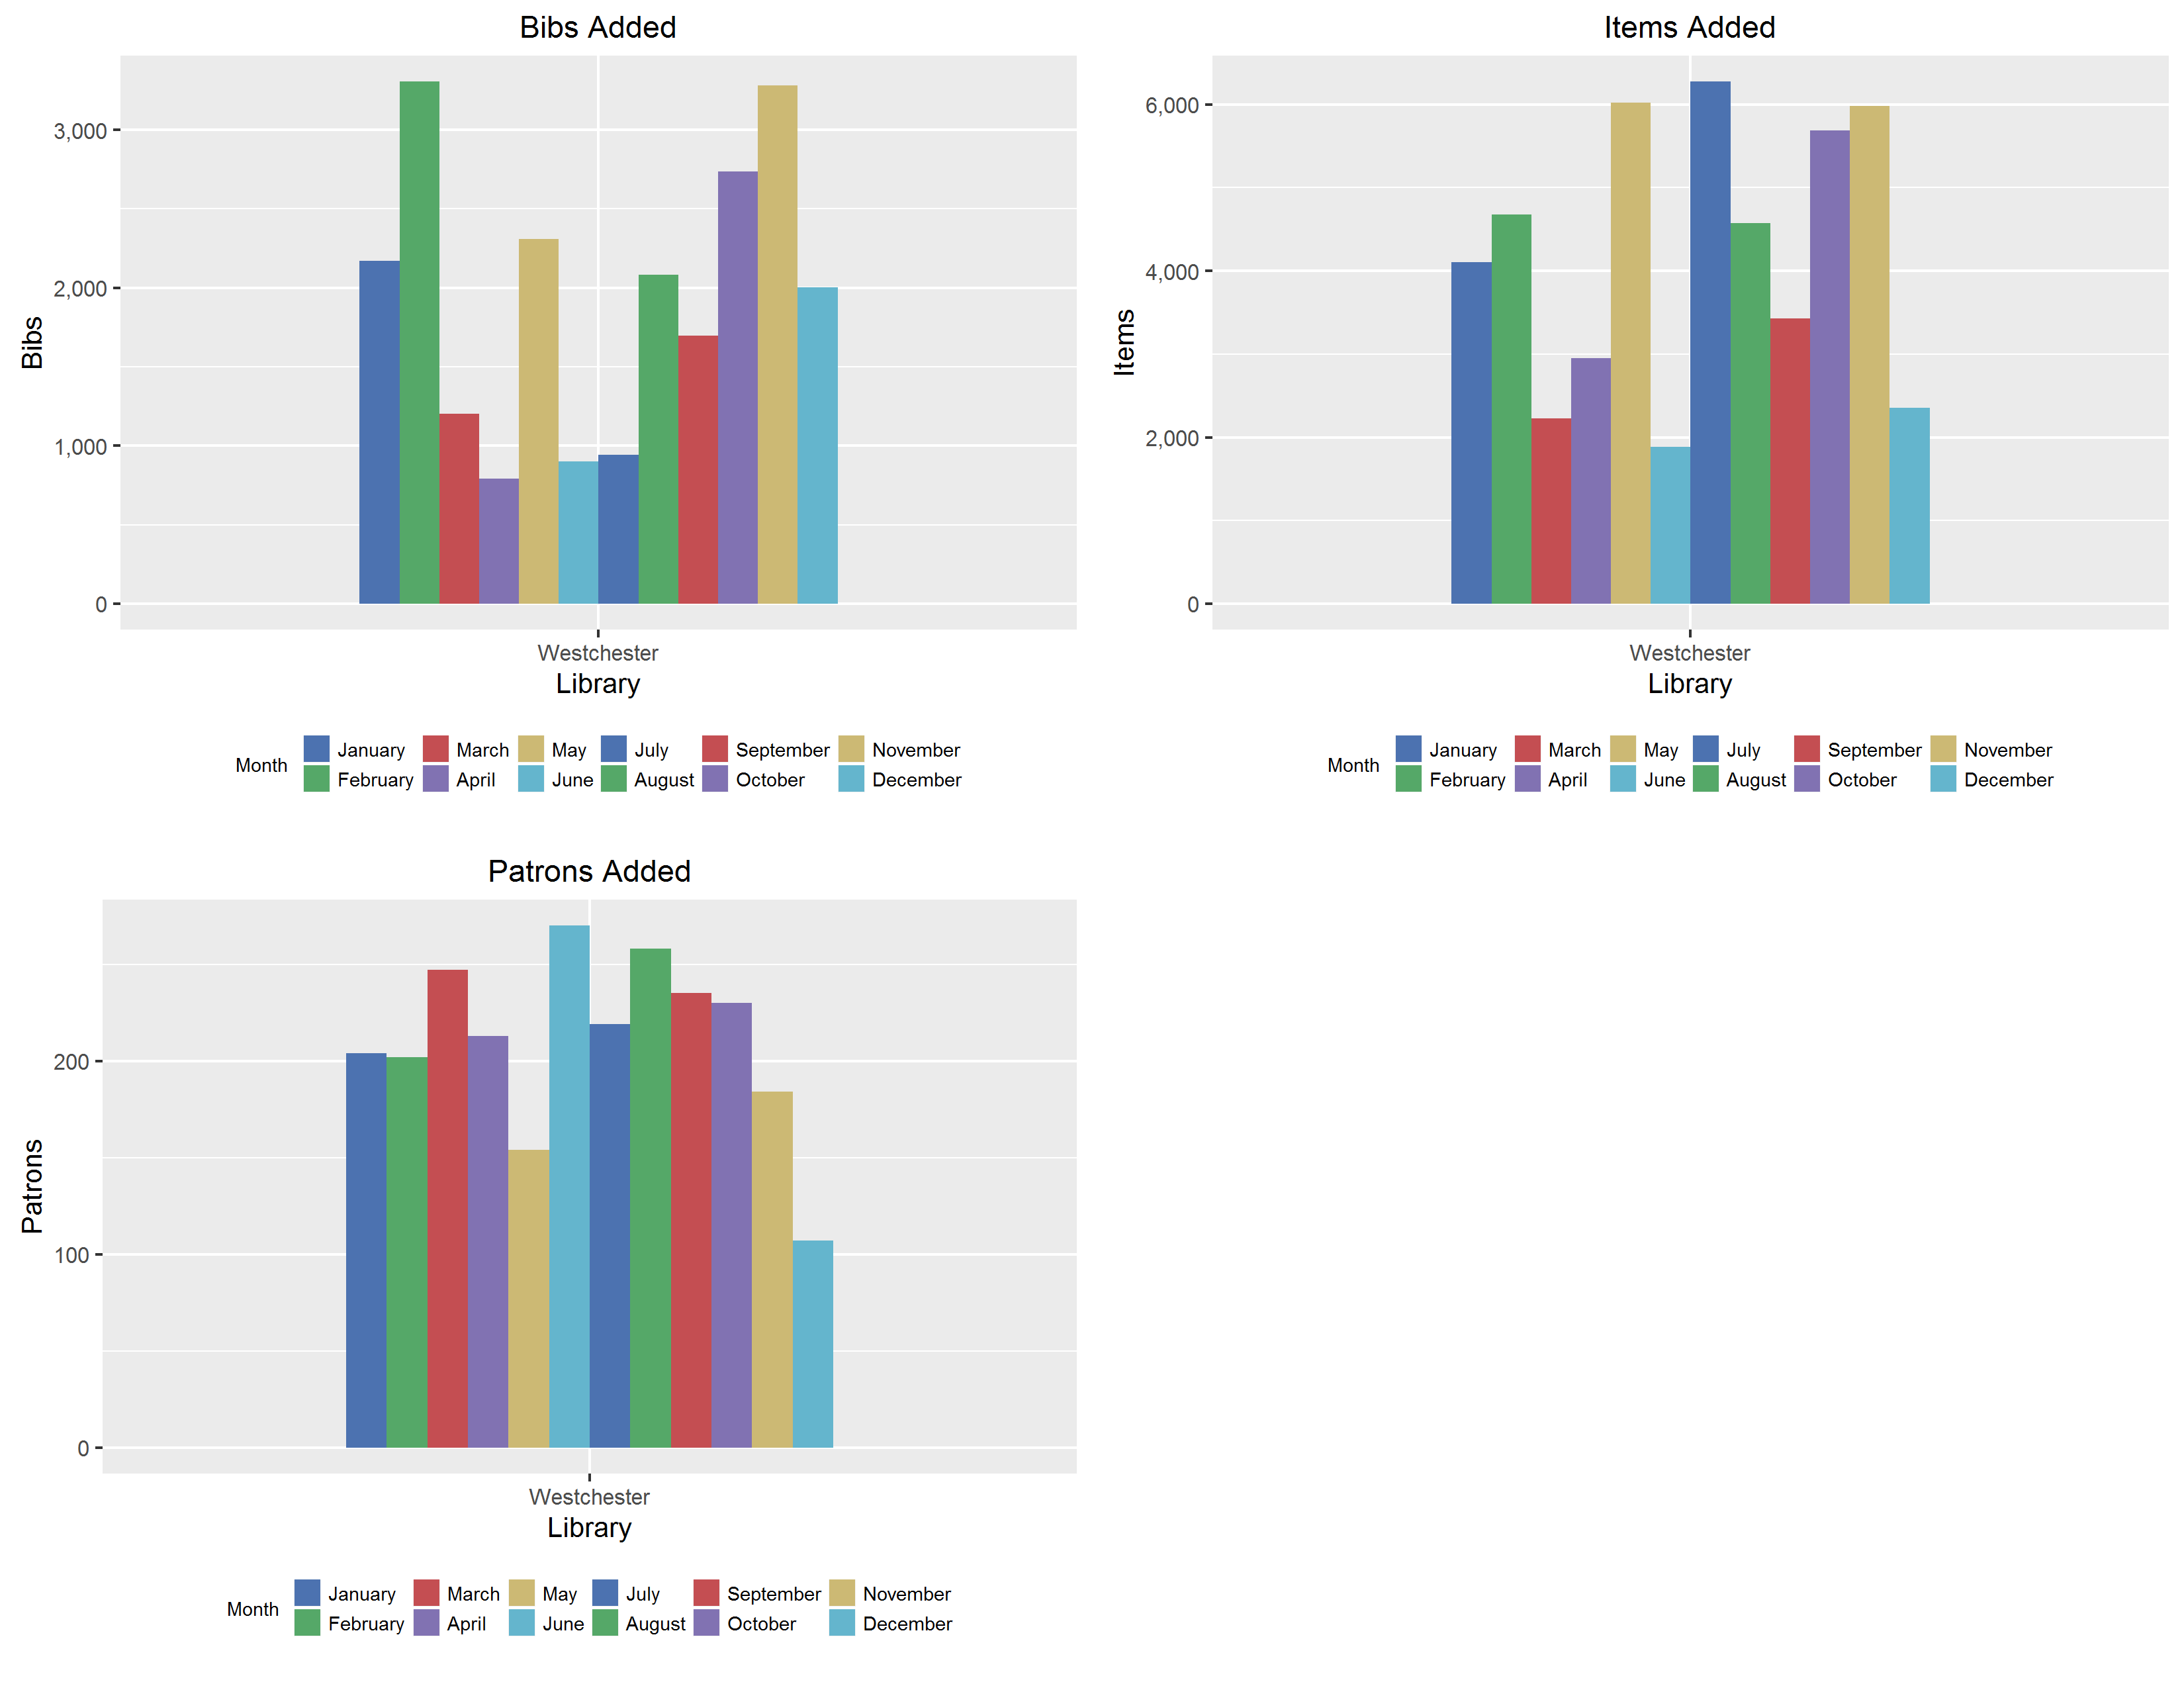 Bibs Added
Bibs
3,000
2,000
1,000
0
Westchester
Library
Month
January March May July September November
February April June August October December
Items Added
Items
6,000
4,000
2,000
0
Westchester
Library
Month
January March May July September November
February April June August October December
Patrons Added
Patrons
200
100
0
Westchester
Library
Month
January March May July September November
February April June August October December